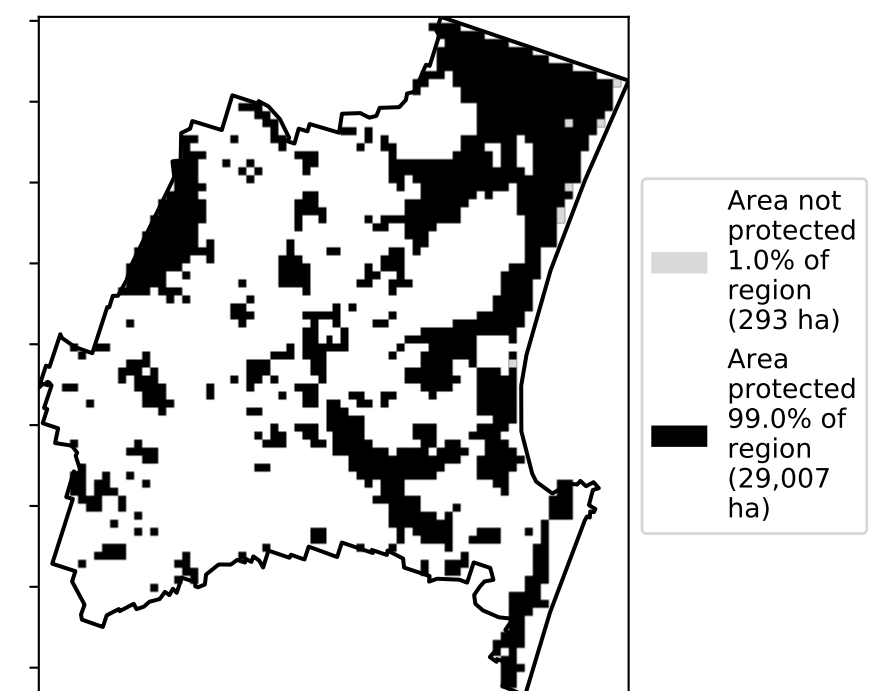 Area not
protected
1.0% of
region
(293 ha)
Area
protected
99.0% of
region
(29,007
ha)